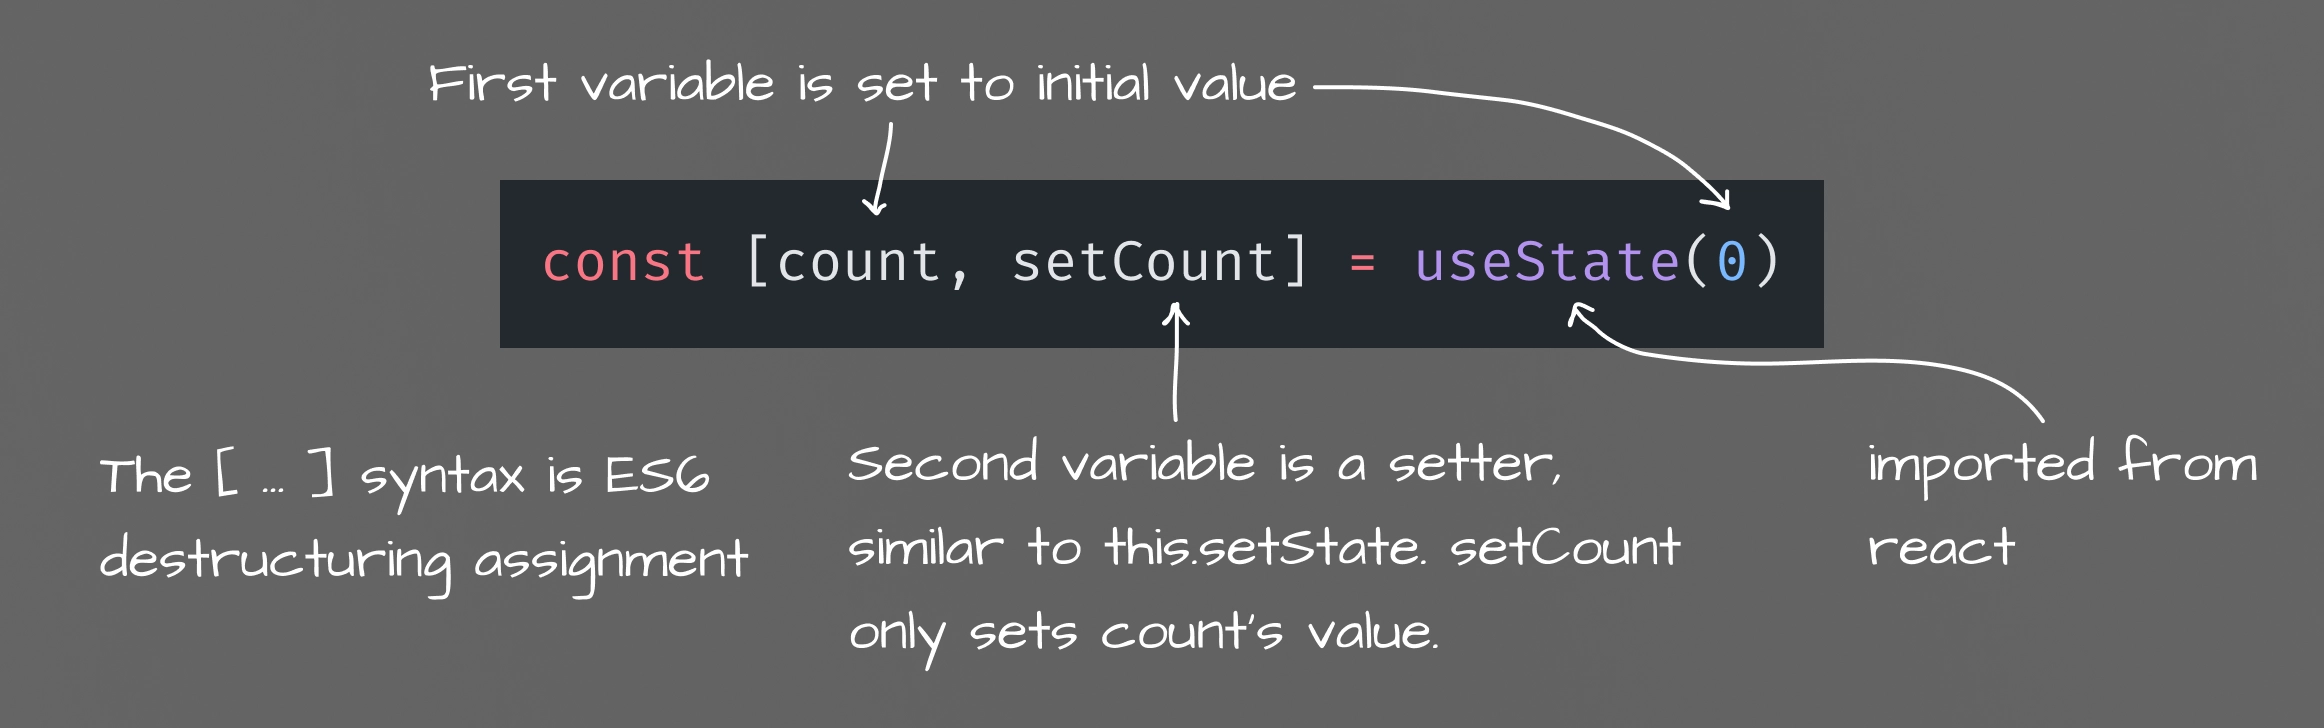 First variable is set to initial value
const [count, setCount] = useState(0)
The [ ... ] syntax is ES6
destructuring assignment
Second variable is a setter,
similar to this.setState. setCount
only sets count's value.
imported from
react